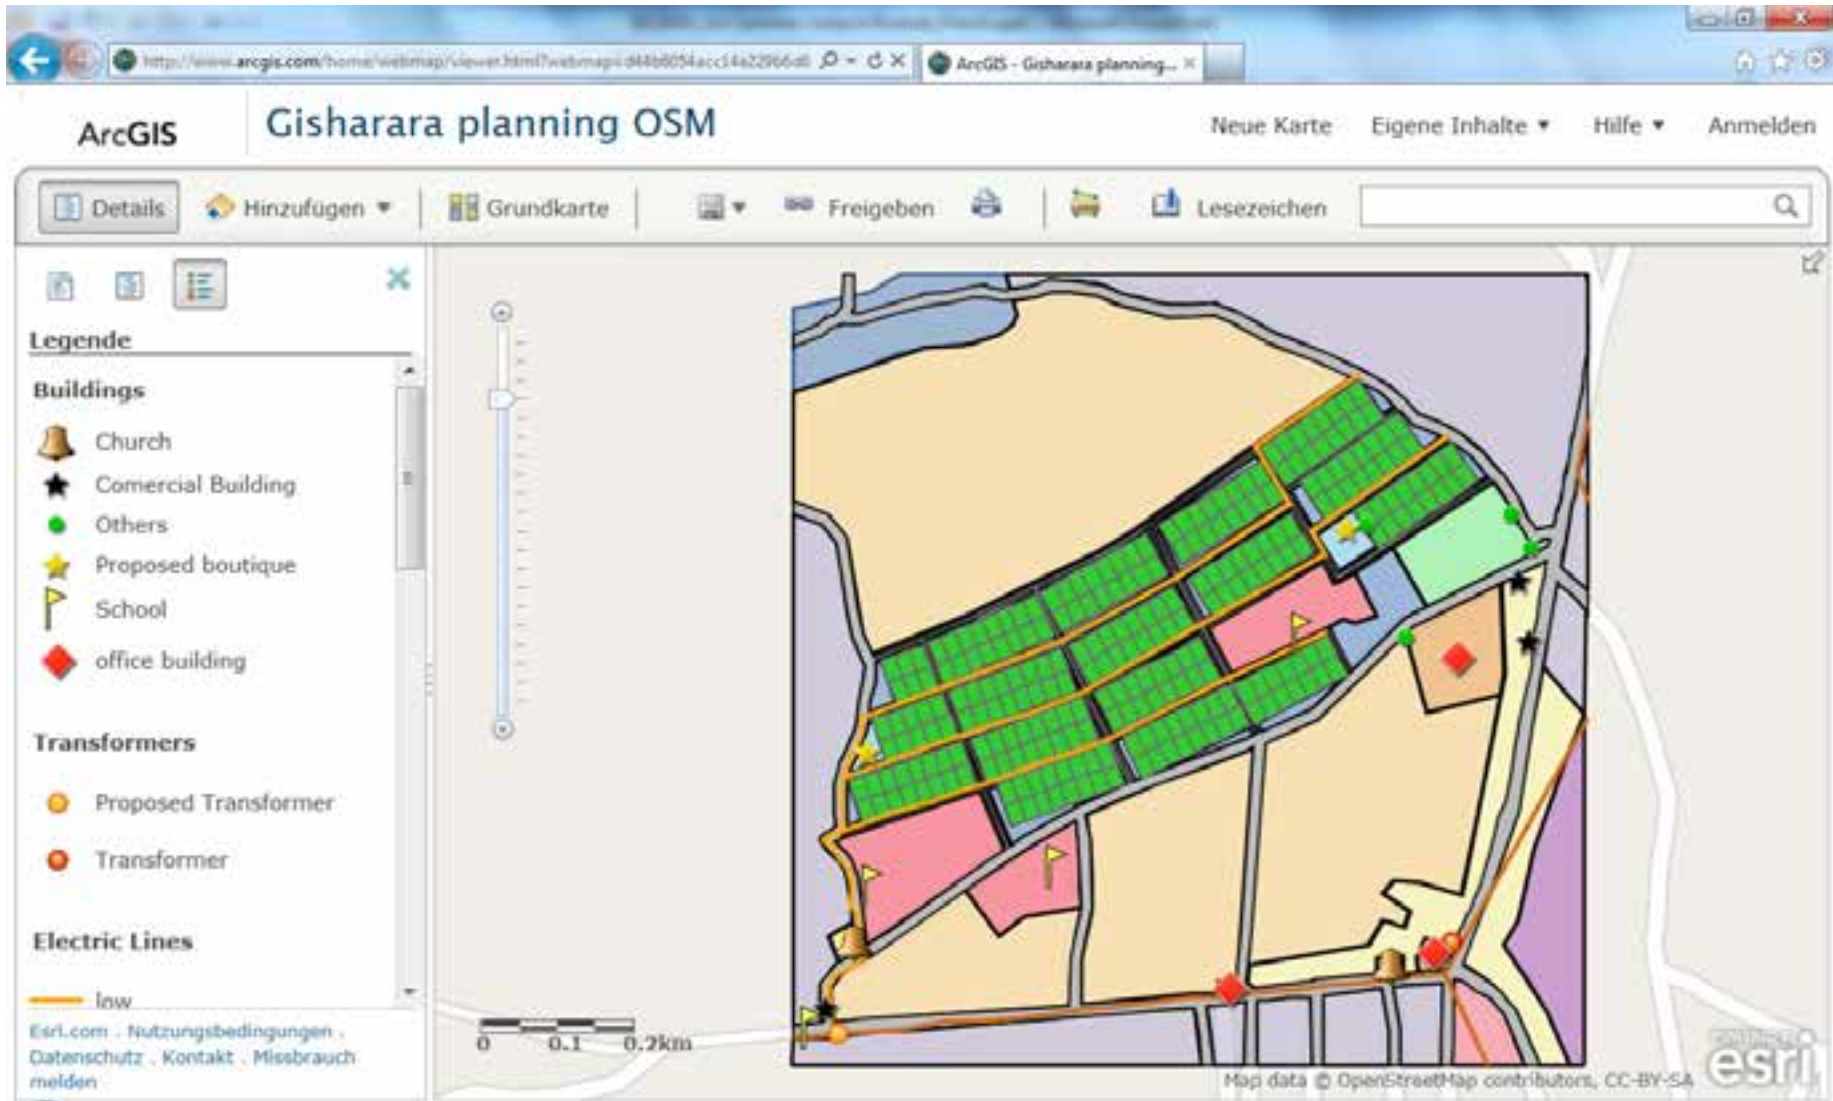 ArcGIS - Gisharara planning...
ArcGIS
Gisharara planning OSM
Neue Karte
Eigene Inhalte
Hilfe
Anmelden
Details
Hinzufügen
Grundkarte
Freigeben
Lesezeichen
Legende
Buildings
Church
Comercial Building
Others
Proposed boutique
School
office building
Transformers
Proposed Transformer
Transformer
Electric Lines
low
Esri.com . Nutzungsbedingungen .
Datenschutz . Kontakt . Missbrauch
melden
0 0.1 0.2km
esri
Map data © OpenStreetMap contributors, CC-BY-SA